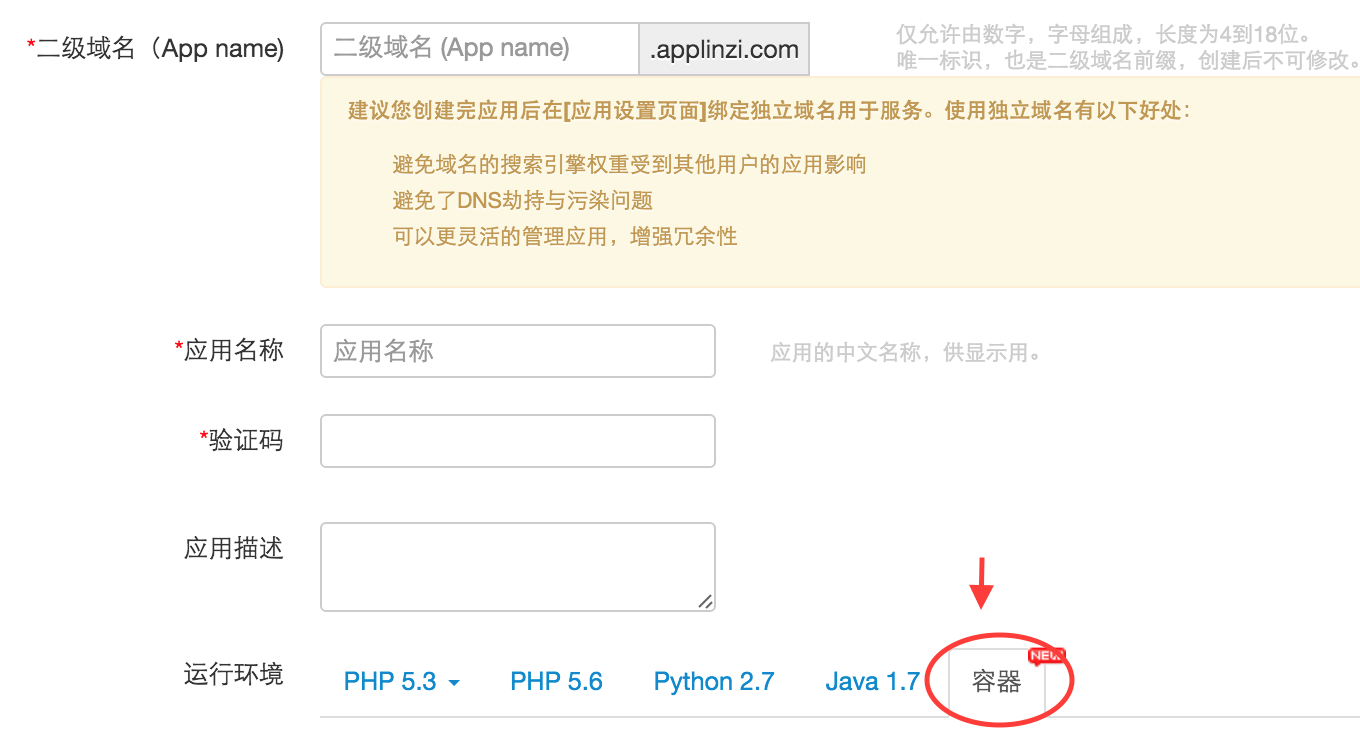 *二级域名（App name)
二级域名 (App name)
.applinzi.com
仅允许由数字，字母组成，长度为4到18位。
唯一标识，也是二级域名前缀，创建后不可修改。
建议您创建完应用后在[应用设置页面]绑定独立域名用于服务。使用独立域名有以下好处：
避免域名的搜索引擎权重受到其他用户的应用影响
避免了DNS劫持与污染问题
可以更灵活的管理应用，增强冗余性
*应用名称
应用名称
应用的中文名称，供显示用。
*验证码
应用描述
运行环境
PHP 5.3
PHP 5.6
Python 2.7
Java 1.7
容器
NEW